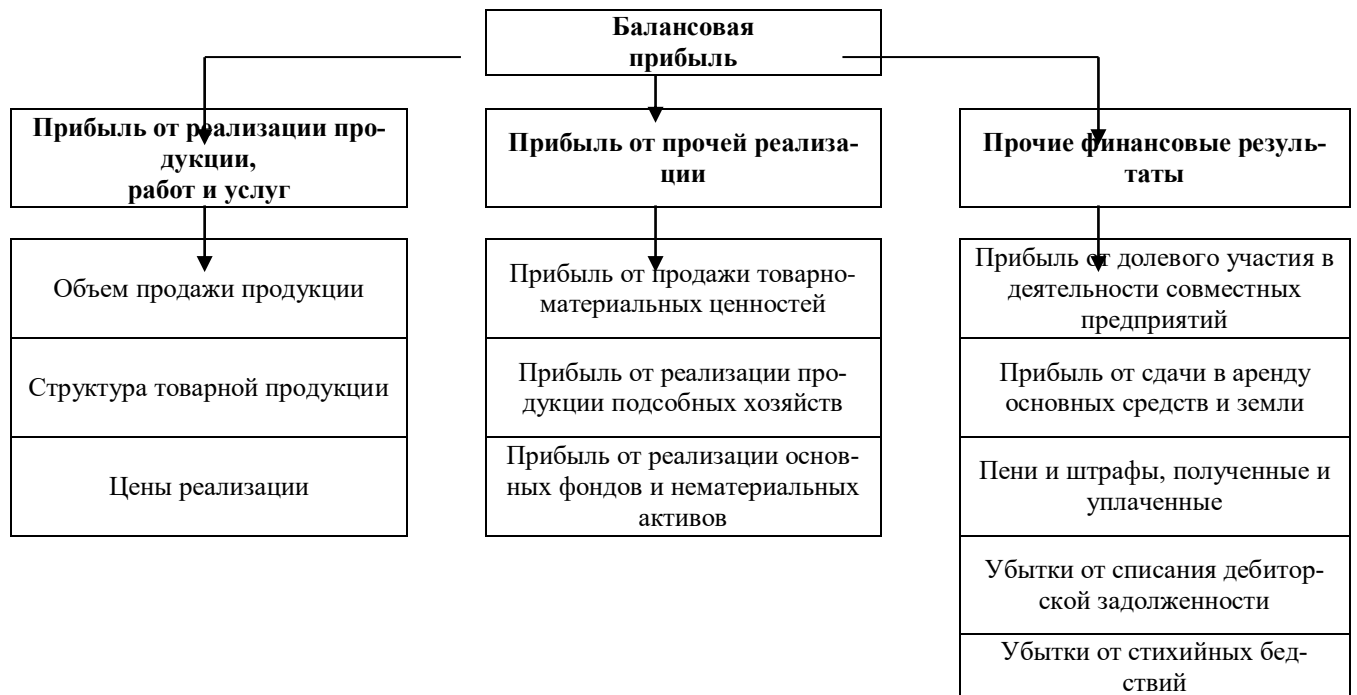 Балансовая
прибыль
Прибыль от реализации про-
дукции,
работ и услуг
Прибыль от прочей реализа-
ции
Прочие финансовые резуль-
таты
Объем продажи продукции
Структура товарной продукции
Цены реализации
Прибыль от продажи товарно-
материальных ценностей
Прибыль от реализации про-
дукции подсобных хозяйств
Прибыль от реализации основ-
ных фондов и нематериальных
активов
Прибыль от долевого участия в
деятельности совместных
предприятий
Прибыль от сдачи в аренду
основных средств и земли
Пени и штрафы, полученные и
уплаченные
Убытки от списания дебитор-
ской задолженности
Убытки от стихийных бед-
ствий